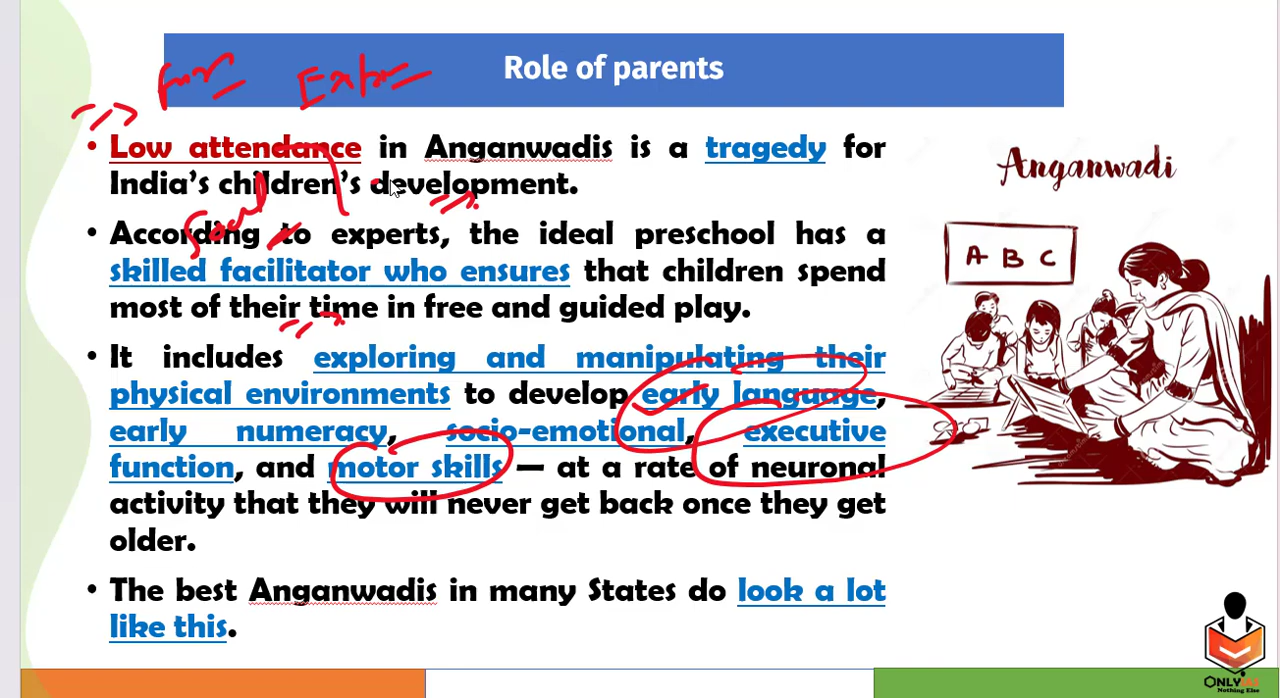 Role of parents
• Low attendance in Anganwadis is a tragedy for
India's children's development.
• According to experts, the ideal preschool has a
skilled facilitator who ensures that children spend
most of their time in free and guided play.
• It includes exploring and manipulating their
physical environments to develop early language,
early numeracy, socio-emotional, executive
function, and motor skills — at a rate of neuronal
activity that they will never get back once they get
older.
• The best Anganwadis in many States do look a lot
like this.
Anganwadi
A B C
ONLYIAS
Nothing Else